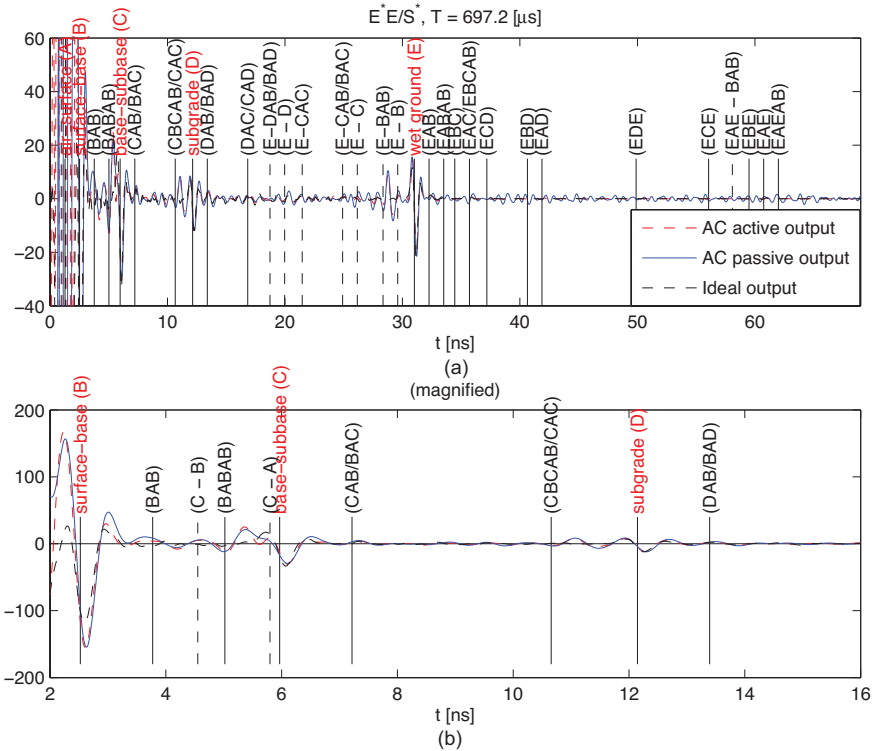 E*E/S*, T = 697.2 [μs]
60
40
20
0
−20
−40
air−surface (A)
surface−base (B)
(BAB)
(BABAB)
base−subbase (C)
(CAB/BAC)
(CBCAB/CAC)
subgrade (D)
(DAB/BAD)
(DAC/CAD)
(E−DAB/BAD)
(E − D)
(E−CAC)
(E−CAB/BAC)
(E − C)
(E−BAB)
(E − B)
wet ground (E)
(EAB)
(EABAB)
(EBC)
(EAC/EBCAB)
(ECD)
(EBD)
(EAD)
(EDE)
(ECE)
(EAE − BAB)
(EBE)
(EAE)
(EAEAB)
AC active output
AC passive output
Ideal output
0 10 20 30 40 50 60
t [ns]
(a)
(magnified)
200
100
0
−100
−200
surface−base (B)
(BAB)
(C − B)
(BABAB)
(C − A)
base−subbase (C)
(CAB/BAC)
(CBCAB/CAC)
subgrade (D)
(DAB/BAD)
2 4 6 8 10 12 14 16
t [ns]
(b)